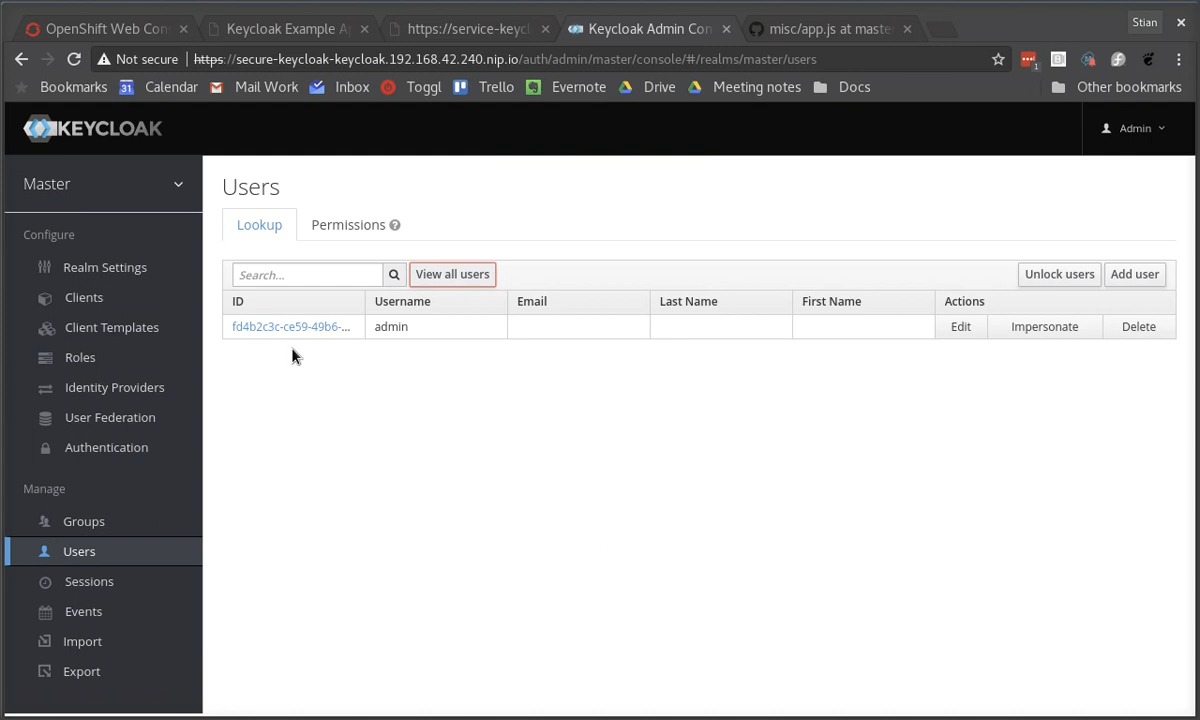 Stian
OpenShift Web Con
Keycloak Example A
https://service-keycl
Keycloak Admin Con
misc/app.js at maste
Not secure
https://secure-keycloak-keycloak.192.168.42.240.nip.io/auth/admin/master/console/#/realms/master/users
1
Bookmarks
31 Calendar
Mail Work
Inbox
Toggl
Trello
Evernote
Drive
Meeting notes
Docs
Other bookmarks
KEYCLOAK
Admin
Master
Configure
Realm Settings
Clients
Client Templates
Roles
Identity Providers
User Federation
Authentication
Manage
Groups
Users
Sessions
Events
Import
Export
Users
Lookup
Permissions ?
Search...
View all users
Unlock users
Add user
ID Username Email Last Name First Name Actions
fd4b2c3c-ce59-49b6-... admin Edit Impersonate Delete